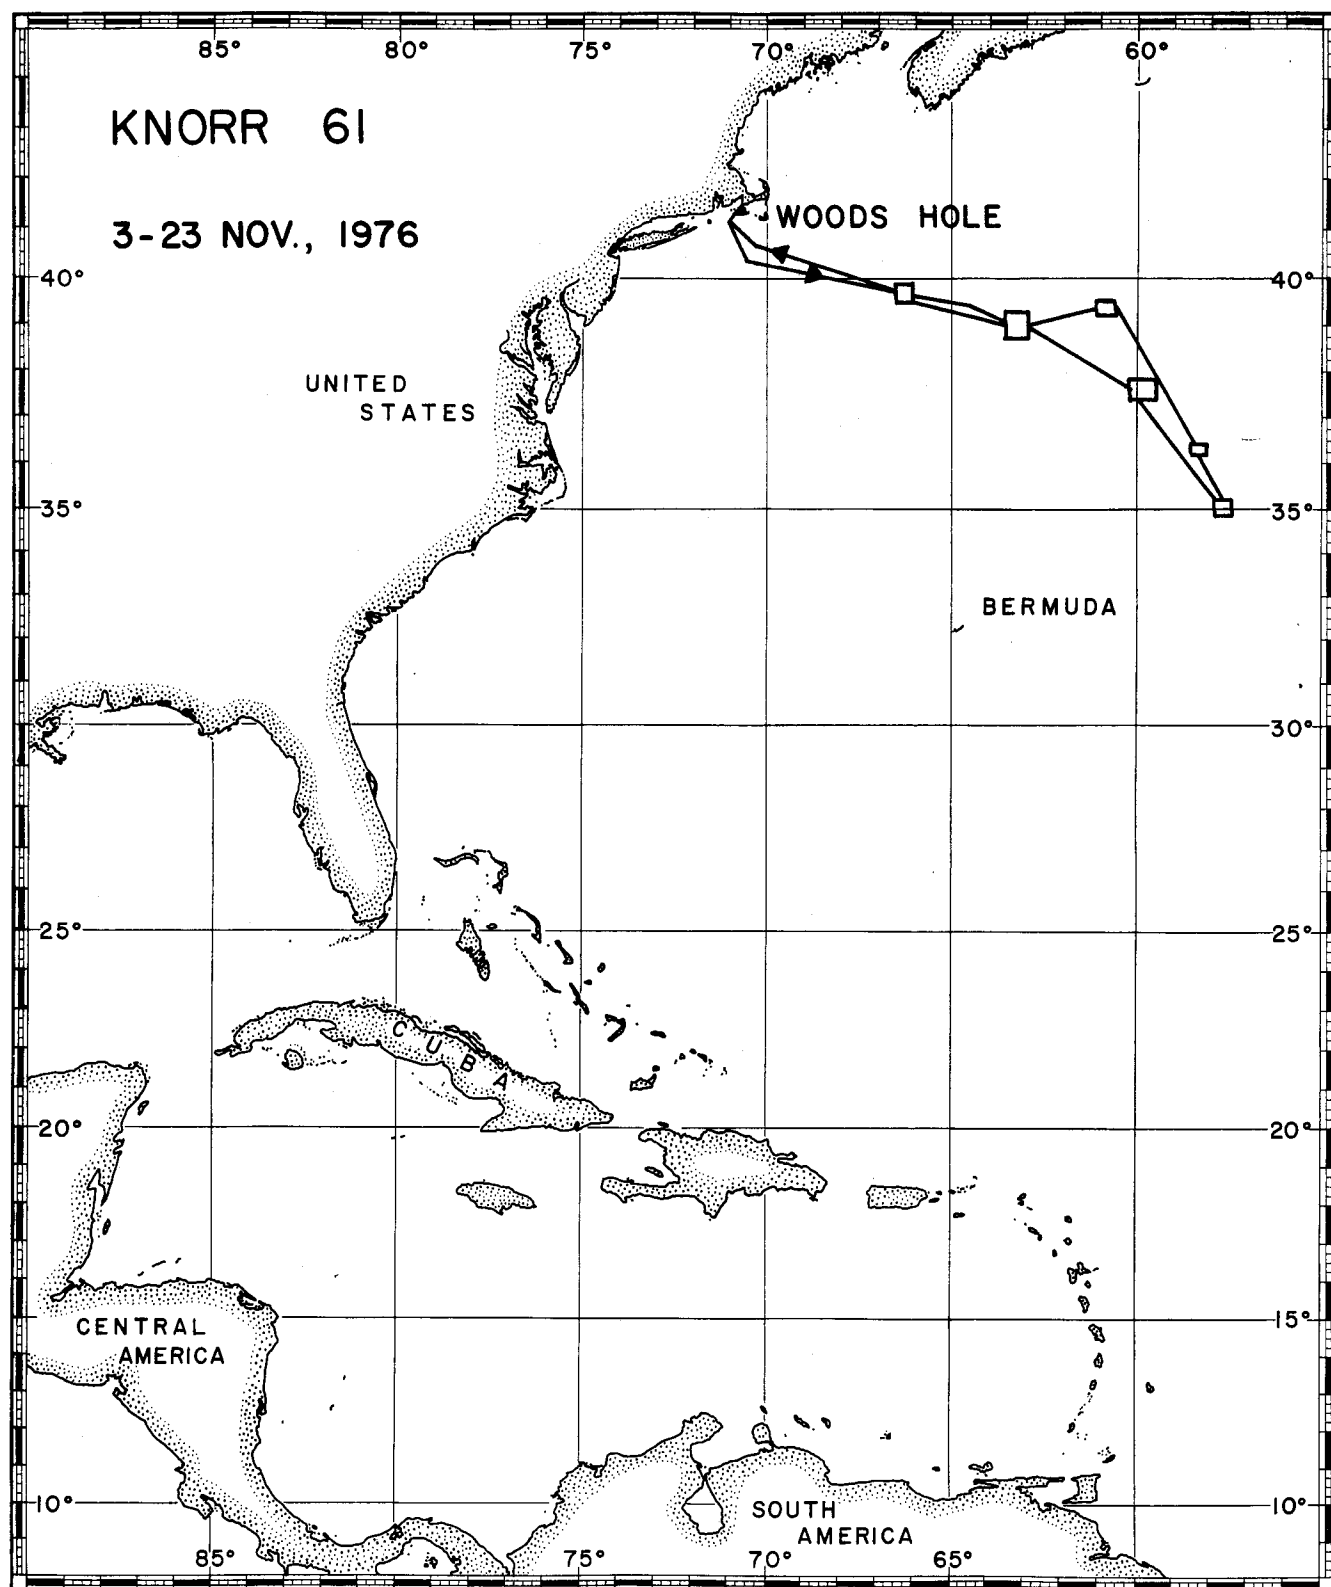 85° 80° 75° 70° 60°
KNORR 61
3-23 NOV., 1976
WOODS HOLE
40° 40°
UNITED
STATES
35° 35°
BERMUDA
30°
25° 25°
CUBA
20° 20°
15°
CENTRAL
AMERICA
10° 10°
SOUTH
AMERICA
85° 75° 70° 65°